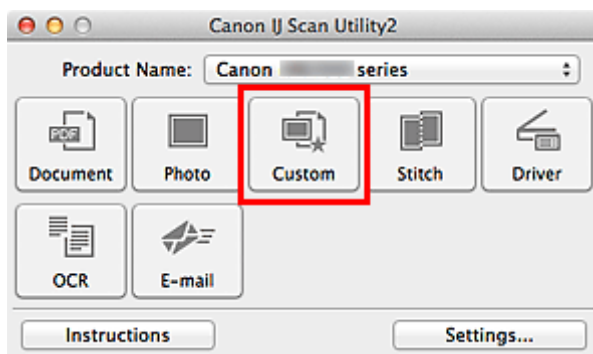 Canon IJ Scan Utility2
Product Name: Canon series
PDF
Document Photo Custom Stitch Driver
OCR E-mail
Instructions Settings...